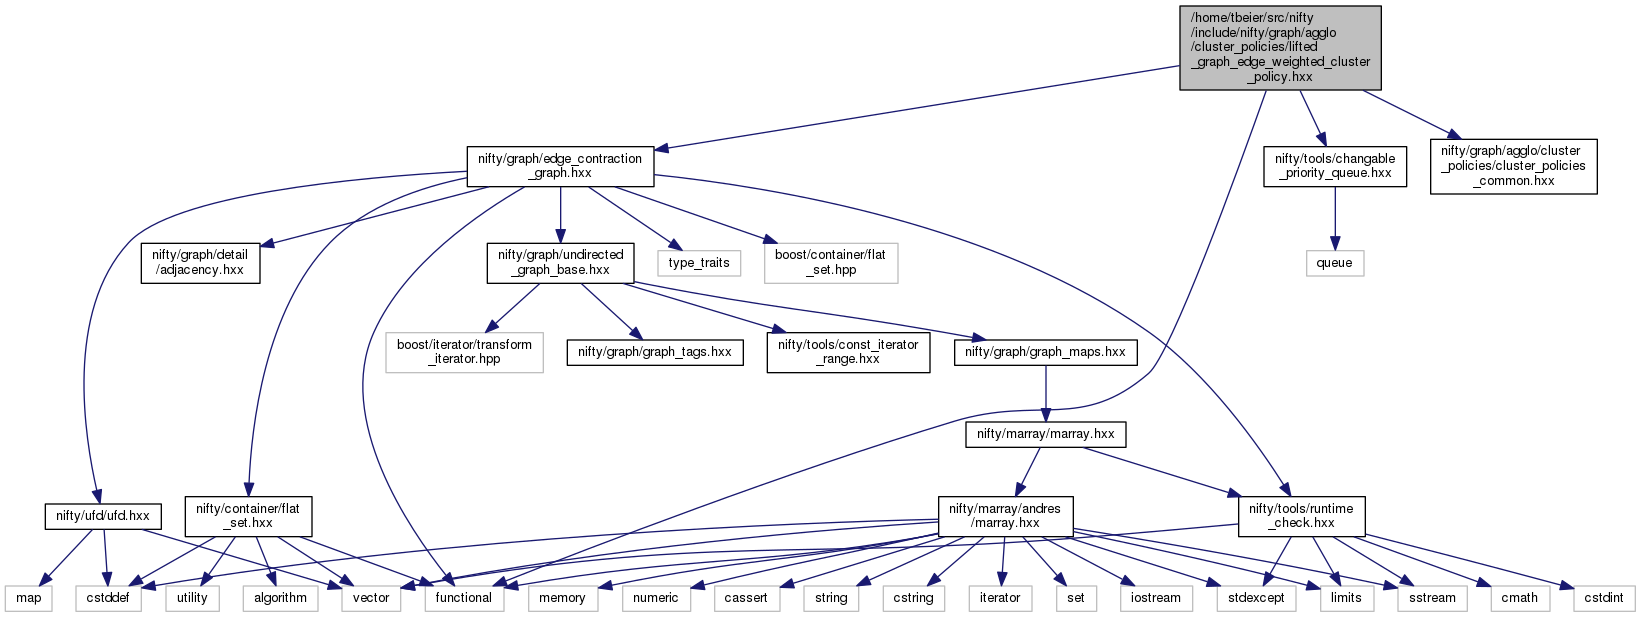 /home/tbeier/src/nifty
/include/nifty/graph/agglo
/cluster_policies/lifted
_graph_edge_weighted_cluster
_policy.hxx
nifty/graph/edge_contraction
_graph.hxx
nifty/tools/changable
_priority_queue.hxx
nifty/graph/agglo/cluster
_policies/cluster_policies
_common.hxx
nifty/graph/detail
/adjacency.hxx
nifty/graph/undirected
_graph_base.hxx
type_traits
boost/container/flat
_set.hpp
queue
boost/iterator/transform
_iterator.hpp
nifty/graph/graph_tags.hxx
nifty/tools/const_iterator
_range.hxx
nifty/graph/graph_maps.hxx
nifty/marray/marray.hxx
nifty/ufd/ufd.hxx
nifty/container/flat
_set.hxx
nifty/marray/andres
/marray.hxx
nifty/tools/runtime
_check.hxx
map
cstddef
utility
algorithm
vector
functional
memory
numeric
cassert
string
cstring
iterator
set
iostream
stdexcept
limits
sstream
cmath
cstdint